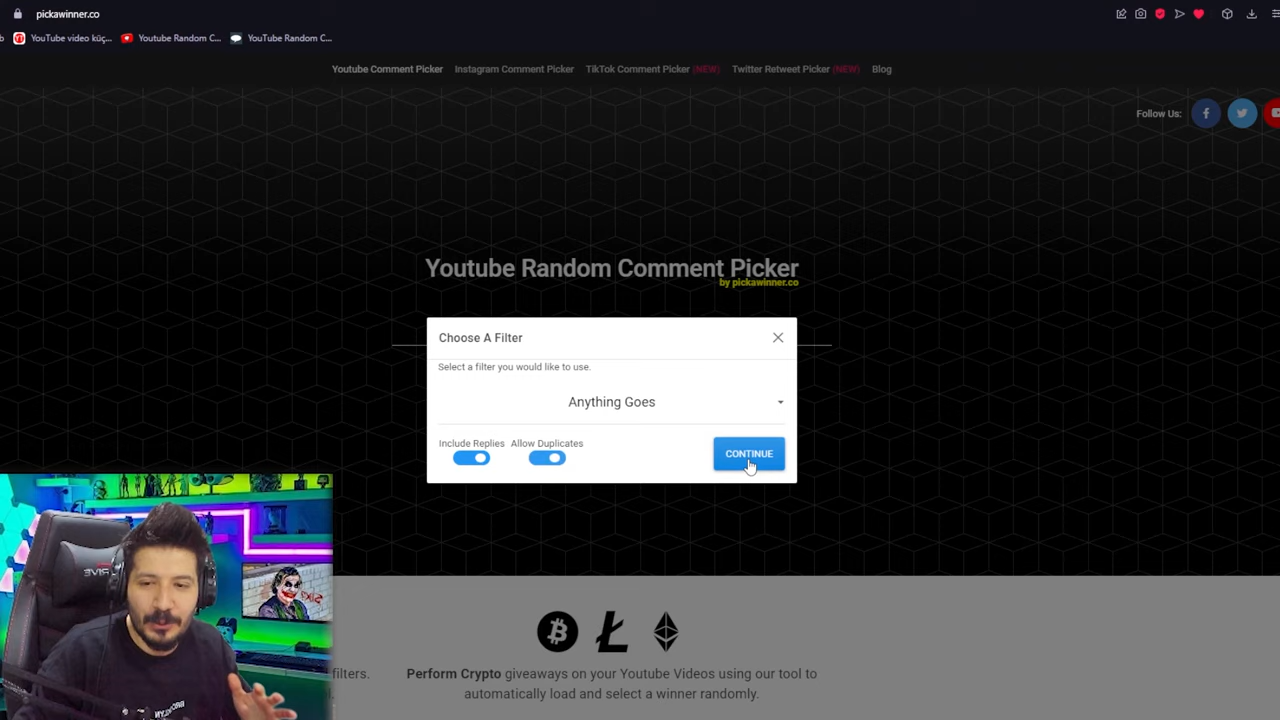 pickawinner.co
YouTube video küç...
Youtube Random C...
YouTube Random C...
Youtube Comment Picker
Instagram Comment Picker
TikTok Comment Picker (NEW)
Twitter Retweet Picker (NEW)
Blog
Follow Us:
Youtube Random Comment Picker
by pickawinner.co
Choose A Filter
Select a filter you would like to use.
Anything Goes
Include Replies
Allow Duplicates
CONTINUE
filters.
Perform Crypto giveaways on your Youtube Videos using our tool to
automatically load and select a winner randomly.